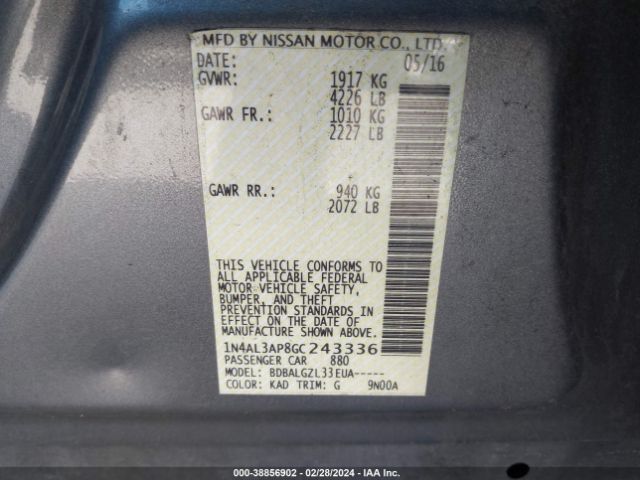 MFD BY NISSAN MOTOR CO., LTD.
DATE: 05/16
GVWR: 1917 KG
4226 LB
GAWR FR.: 1010 KG
2227 LB
GAWR RR.: 940 KG
2072 LB
THIS VEHICLE CONFORMS TO
ALL APPLICABLE FEDERAL
MOTOR VEHICLE SAFETY,
BUMPER, AND THEFT
PREVENTION STANDARDS IN
EFFECT ON THE DATE OF
MANUFACTURE SHOWN ABOVE.
1N4AL3AP8GC243336
PASSENGER CAR 880
MODEL: BDBALGZL33EUA-----
COLOR: KAD TRIM: G 9N00A
000-38856902 - 02/28/2024 - IAA Inc.